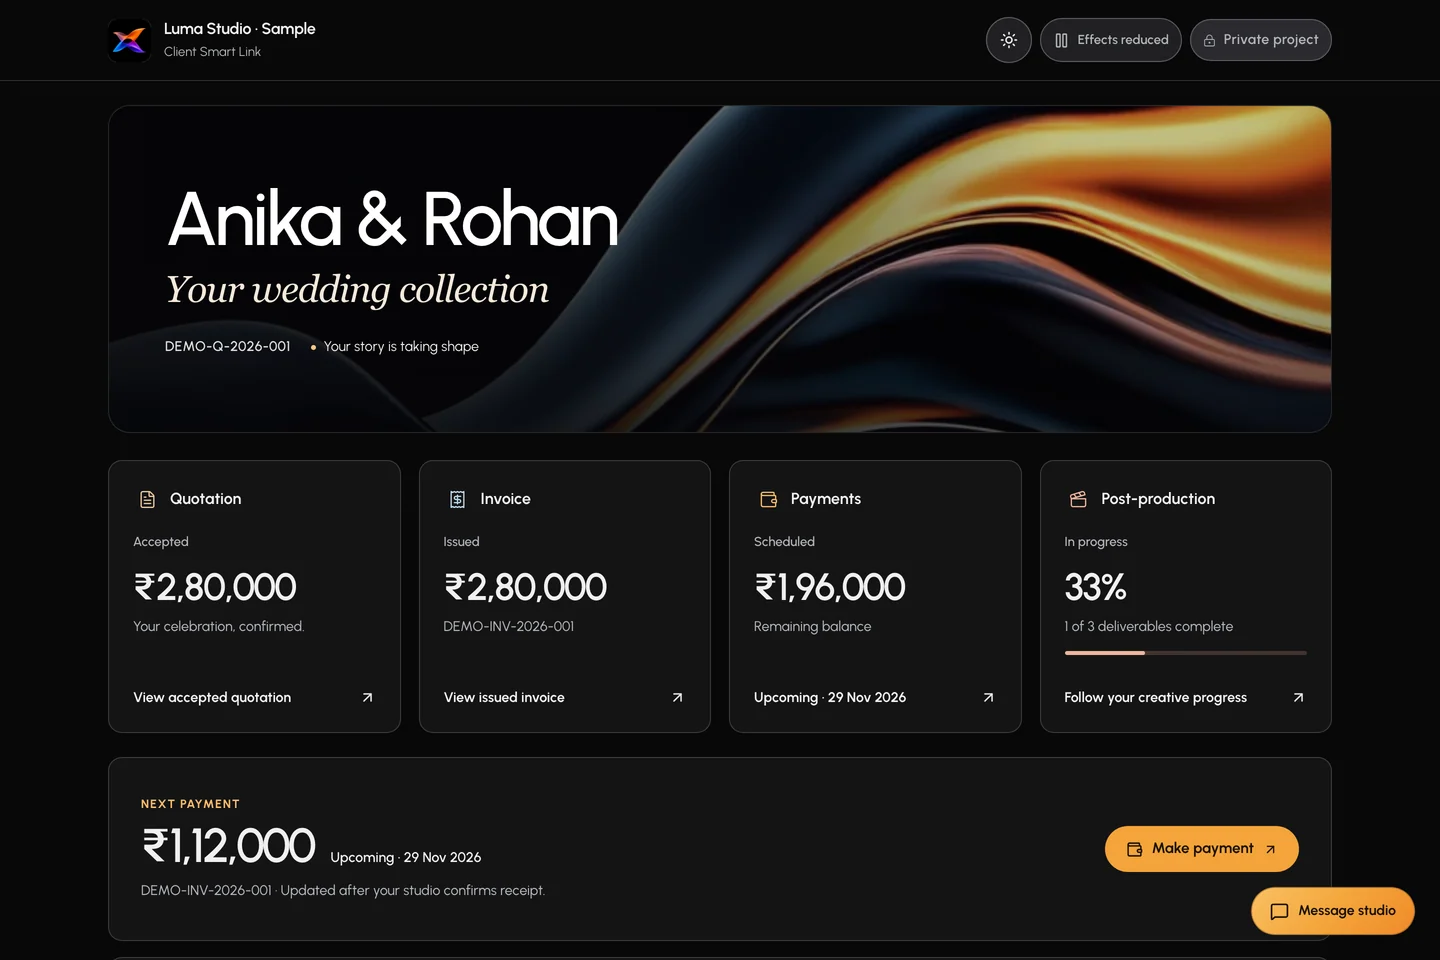 Luma Studio · Sample
Client Smart Link
Effects reduced
Private project
Anika & Rohan
Your wedding collection
DEMO-Q-2026-001 • Your story is taking shape
Quotation
Accepted
₹2,80,000
Your celebration, confirmed.
View accepted quotation
Invoice
Issued
₹2,80,000
DEMO-INV-2026-001
View issued invoice
Payments
Scheduled
₹1,96,000
Remaining balance
Upcoming · 29 Nov 2026
Post-production
In progress
33%
1 of 3 deliverables complete
Follow your creative progress
NEXT PAYMENT
₹1,12,000 Upcoming · 29 Nov 2026
DEMO-INV-2026-001 · Updated after your studio confirms receipt.
Make payment
Message studio